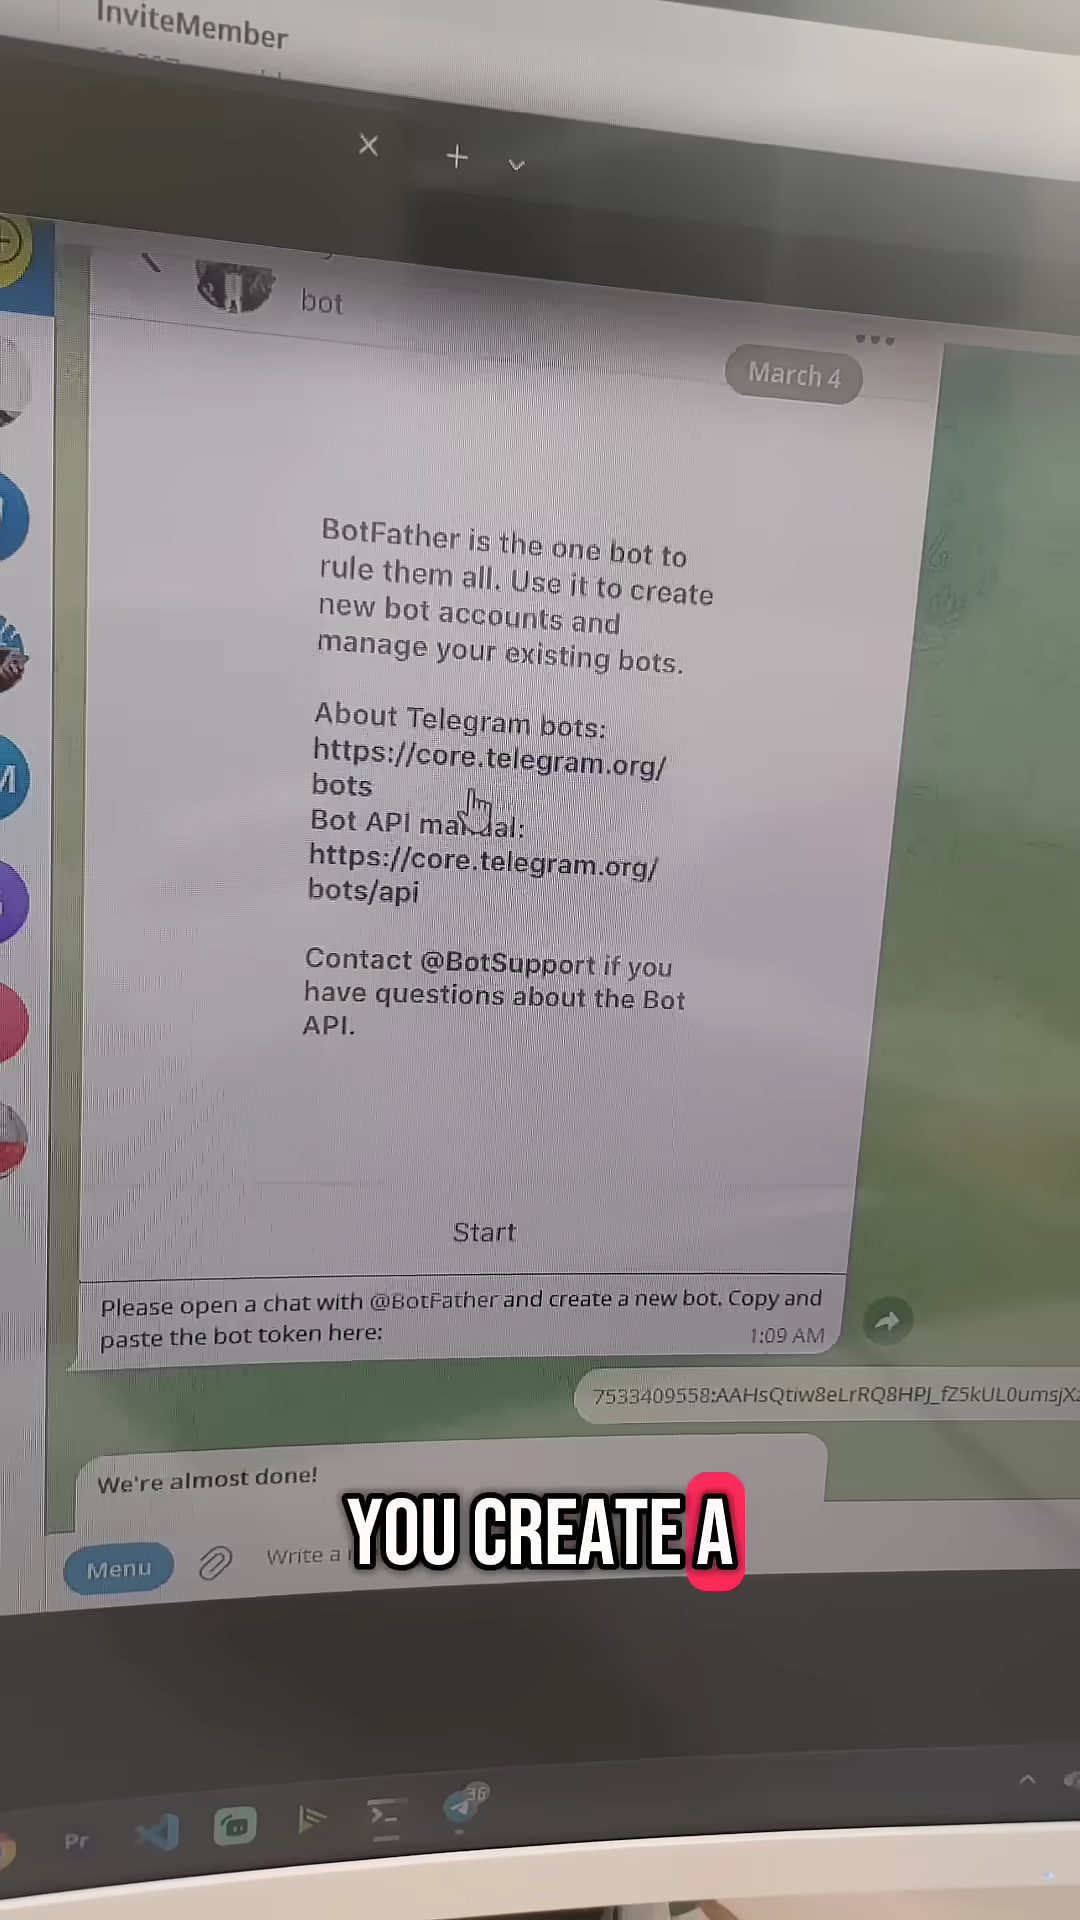 InviteMember
bot
March 4
BotFather is the one bot to
rule them all. Use it to create
new bot accounts and
manage your existing bots.
About Telegram bots:
https://core.telegram.org/
bots
Bot API manual:
https://core.telegram.org/
bots/api
Contact @BotSupport if you
have questions about the Bot
API.
Start
Please open a chat with @BotFather and create a new bot. Copy and
paste the bot token here:
1:09 AM
We're almost done!
YOU CREATE A
Menu
Write a
Pr
36
M